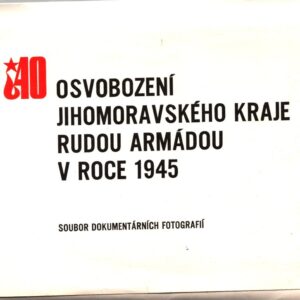 40
OSVOBOZENÍ
JIHOMORAVSKÉHO KRAJE
RUDOU ARMÁDOU
V ROCE 1945
SOUBOR DOKUMENTÁRNÍCH FOTOGRAFIÍ